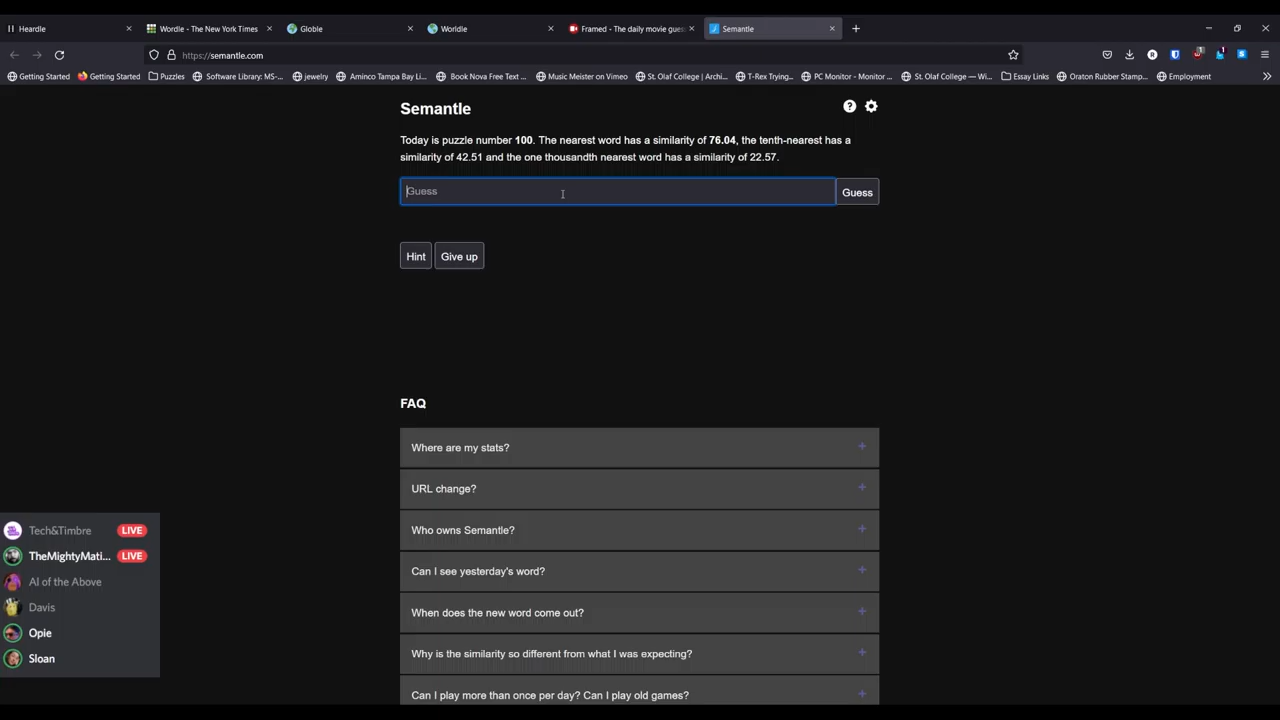 Heardle
Wordle - The New York Times
Globle
Worldle
Framed - The daily movie gues
Semantle
https://semantle.com
Getting Started
Getting Started
Puzzles
Software Library: MS-...
jewelry
Aminco Tampa Bay Li...
Book Nova Free Text ...
Music Meister on Vimeo
St. Olaf College | Archi...
T-Rex Trying...
PC Monitor - Monitor ...
St. Olaf College — Wi...
Essay Links
Oraton Rubber Stamp...
Employment
Semantle
Today is puzzle number 100. The nearest word has a similarity of 76.04, the tenth-nearest has a
similarity of 42.51 and the one thousandth nearest word has a similarity of 22.57.
Guess
Guess
Hint
Give up
FAQ
Where are my stats?
URL change?
Who owns Semantle?
Can I see yesterday's word?
When does the new word come out?
Why is the similarity so different from what I was expecting?
Can I play more than once per day? Can I play old games?
Tech&Timbre LIVE
TheMightyMati... LIVE
Al of the Above
Davis
Opie
Sloan